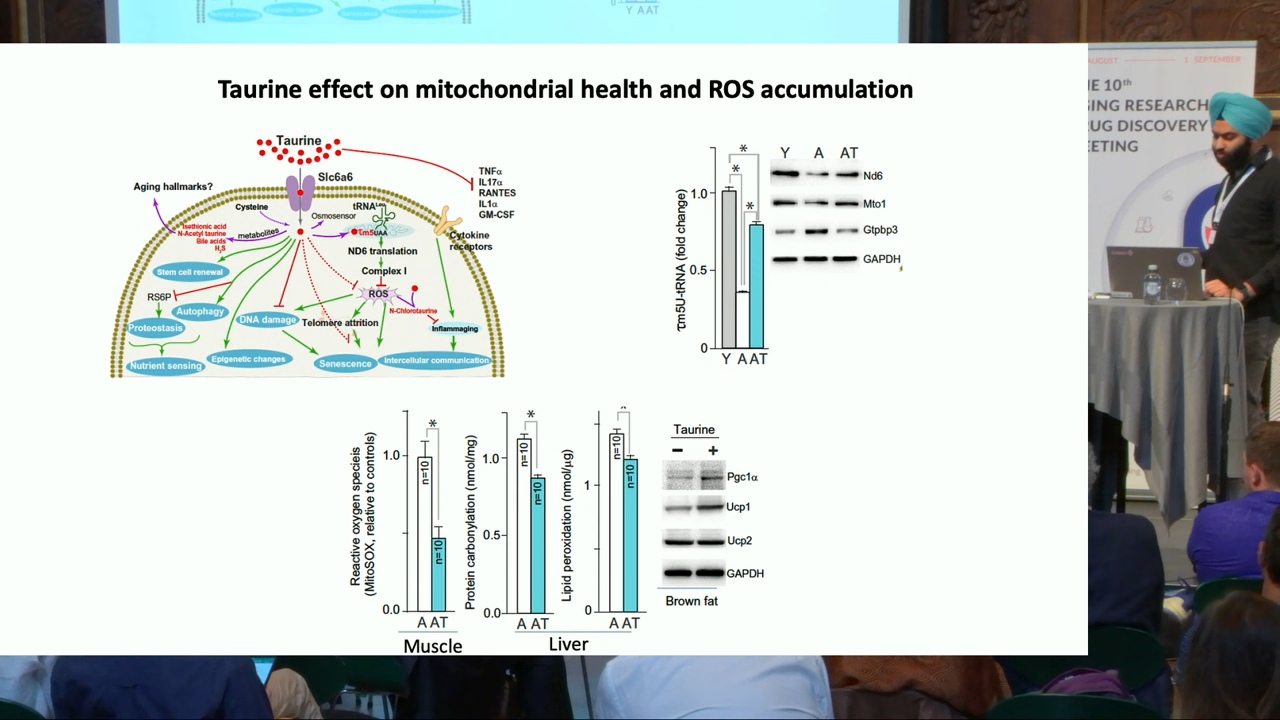 Y AAT
Taurine effect on mitochondrial health and ROS accumulation
Taurine
Slc6a6
TNFα
IL17α
RANTES
IL1α
GM-CSF
Aging hallmarks?
Cysteine
Osmosensor
tRNALeu
Isethionic acid
N-Acetyl taurine
Bile acids
H2S
metabolites
τm5UAA
Cytokine
receptors
ND6 translation
Complex I
Stem cell renewal
ROS
RS6P
Autophagy
N-Chlorotaurine
DNA damage
Telomere attrition
Proteostasis
Inflammaging
Nutrient sensing
Epigenetic changes
Senescence
Intercellular communication
τm5U-tRNA (fold change)
1.0
0.5
0
*
*
*
Y A AT
Y A AT
Nd6
Mto1
Gtpbp3
GAPDH
Reactive oxygen specieis
(MitoSOX, relative to controls)
1.0
0.0
*
n=10
n=10
A AT
Muscle
Protein carbonylation (nmol/mg)
1.0
0.5
0.0
*
n=10
n=10
A AT
Lipid peroxidation (nmol/µg)
1
0
n=10
n=10
A AT
Liver
Taurine
− +
Pgc1α
Ucp1
Ucp2
GAPDH
Brown fat
AUGUST
1 SEPTEMBER
10th
RESEARCH
DISCOVERY